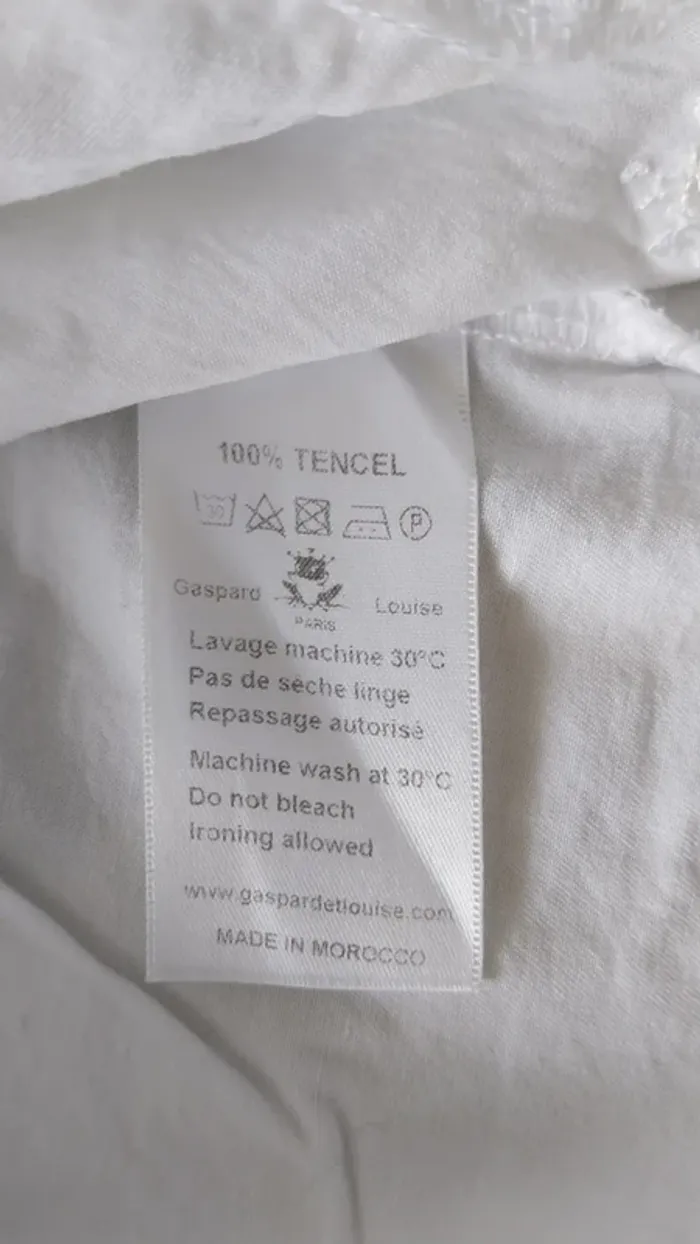 100% TENCEL
30 P
Gaspard Louise
PARIS
Lavage machine 30°C
Pas de sèche linge
Repassage autorisé
Machine wash at 30°C
Do not bleach
Ironing allowed
www.gaspardetlouise.com
MADE IN MOROCCO